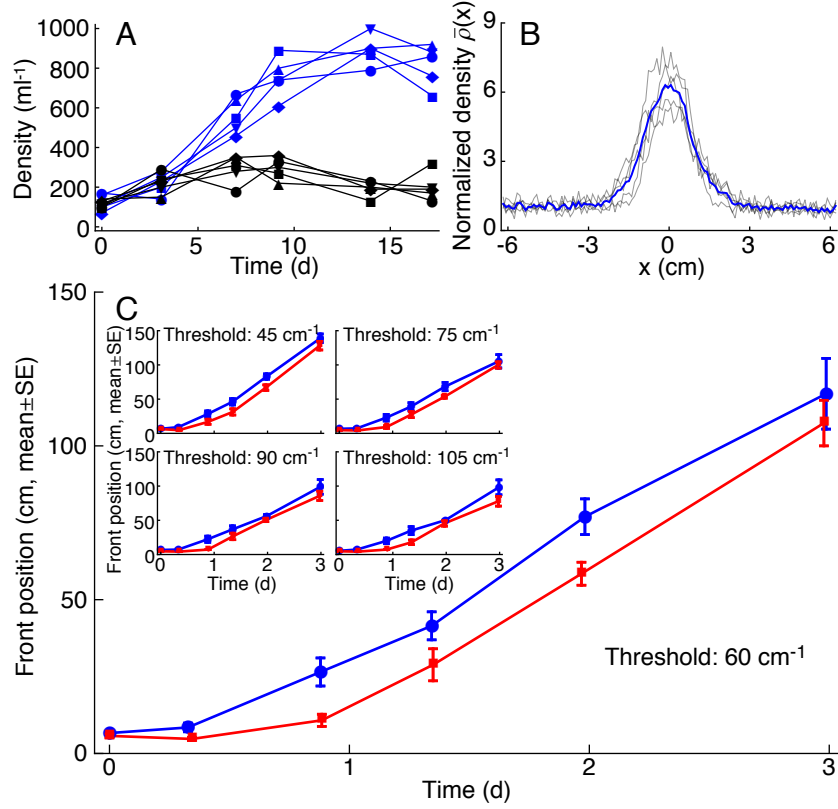 A
1000
800
600
400
200
0
Density (ml-1)
0
5
10
15
Time (d)
B
9
6
3
0
Normalized density ρ̄(x)
-6
-3
0
3
6
x (cm)
C
150
100
50
0
Front position (cm, mean±SE)
0
1
2
3
Time (d)
Threshold: 60 cm-1
Threshold: 45 cm-1
150
100
50
0
Threshold: 75 cm-1
Threshold: 90 cm-1
150
100
50
0
0
1
2
3
Time (d)
Threshold: 105 cm-1
0
1
2
3
Time (d)
Front position (cm, mean±SE)